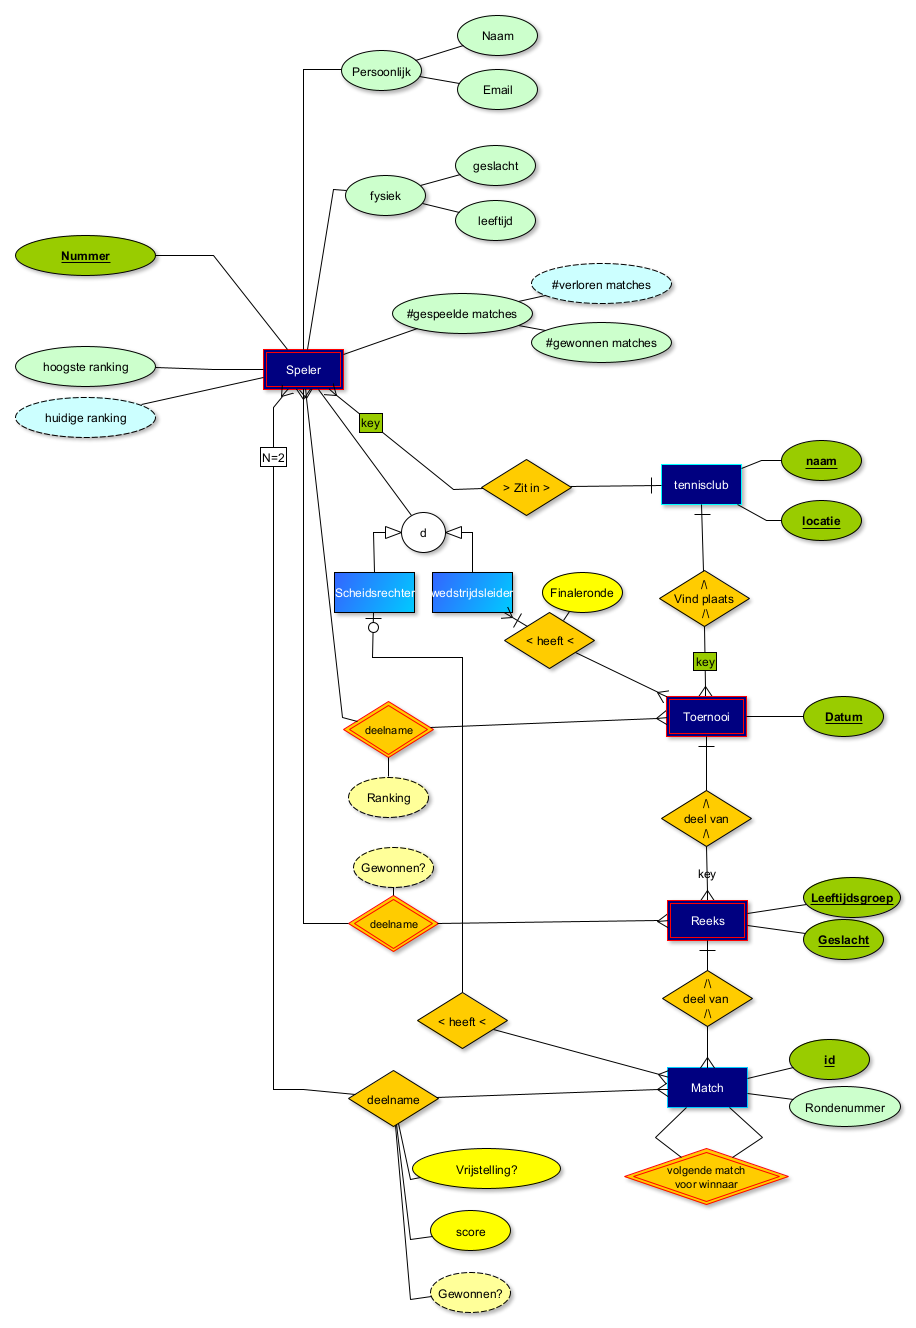 Naam
Persoonlijk
Email
geslacht
fysiek
leeftijd
Nummer
#verloren matches
#gespeelde matches
#gewonnen matches
hoogste ranking
Speler
huidige ranking
key
N=2
naam
> Zit in >
tennisclub
locatie
d
Scheidsrechter
wedstrijdsleider
Finaleronde
/\
Vind plaats
/\
< heeft <
key
Toernooi
Datum
deelname
Ranking
/\
deel van
/\
Gewonnen?
key
Leeftijdsgroep
deelname
Reeks
Geslacht
/\
deel van
/\
< heeft <
id
Match
deelname
Rondenummer
Vrijstelling?
volgende match
voor winnaar
score
Gewonnen?